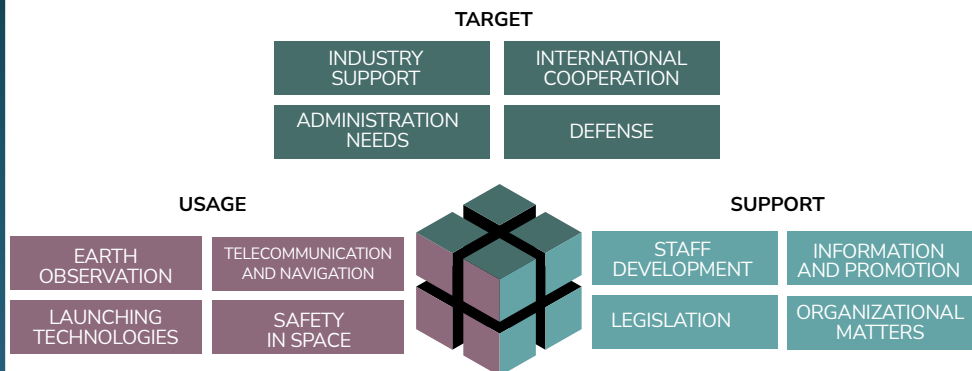 TARGET
INDUSTRY
SUPPORT
INTERNATIONAL
COOPERATION
ADMINISTRATION
NEEDS
DEFENSE
USAGE
EARTH
OBSERVATION
TELECOMMUNICATION
AND NAVIGATION
LAUNCHING
TECHNOLOGIES
SAFETY
IN SPACE
SUPPORT
STAFF
DEVELOPMENT
INFORMATION
AND PROMOTION
LEGISLATION
ORGANIZATIONAL
MATTERS